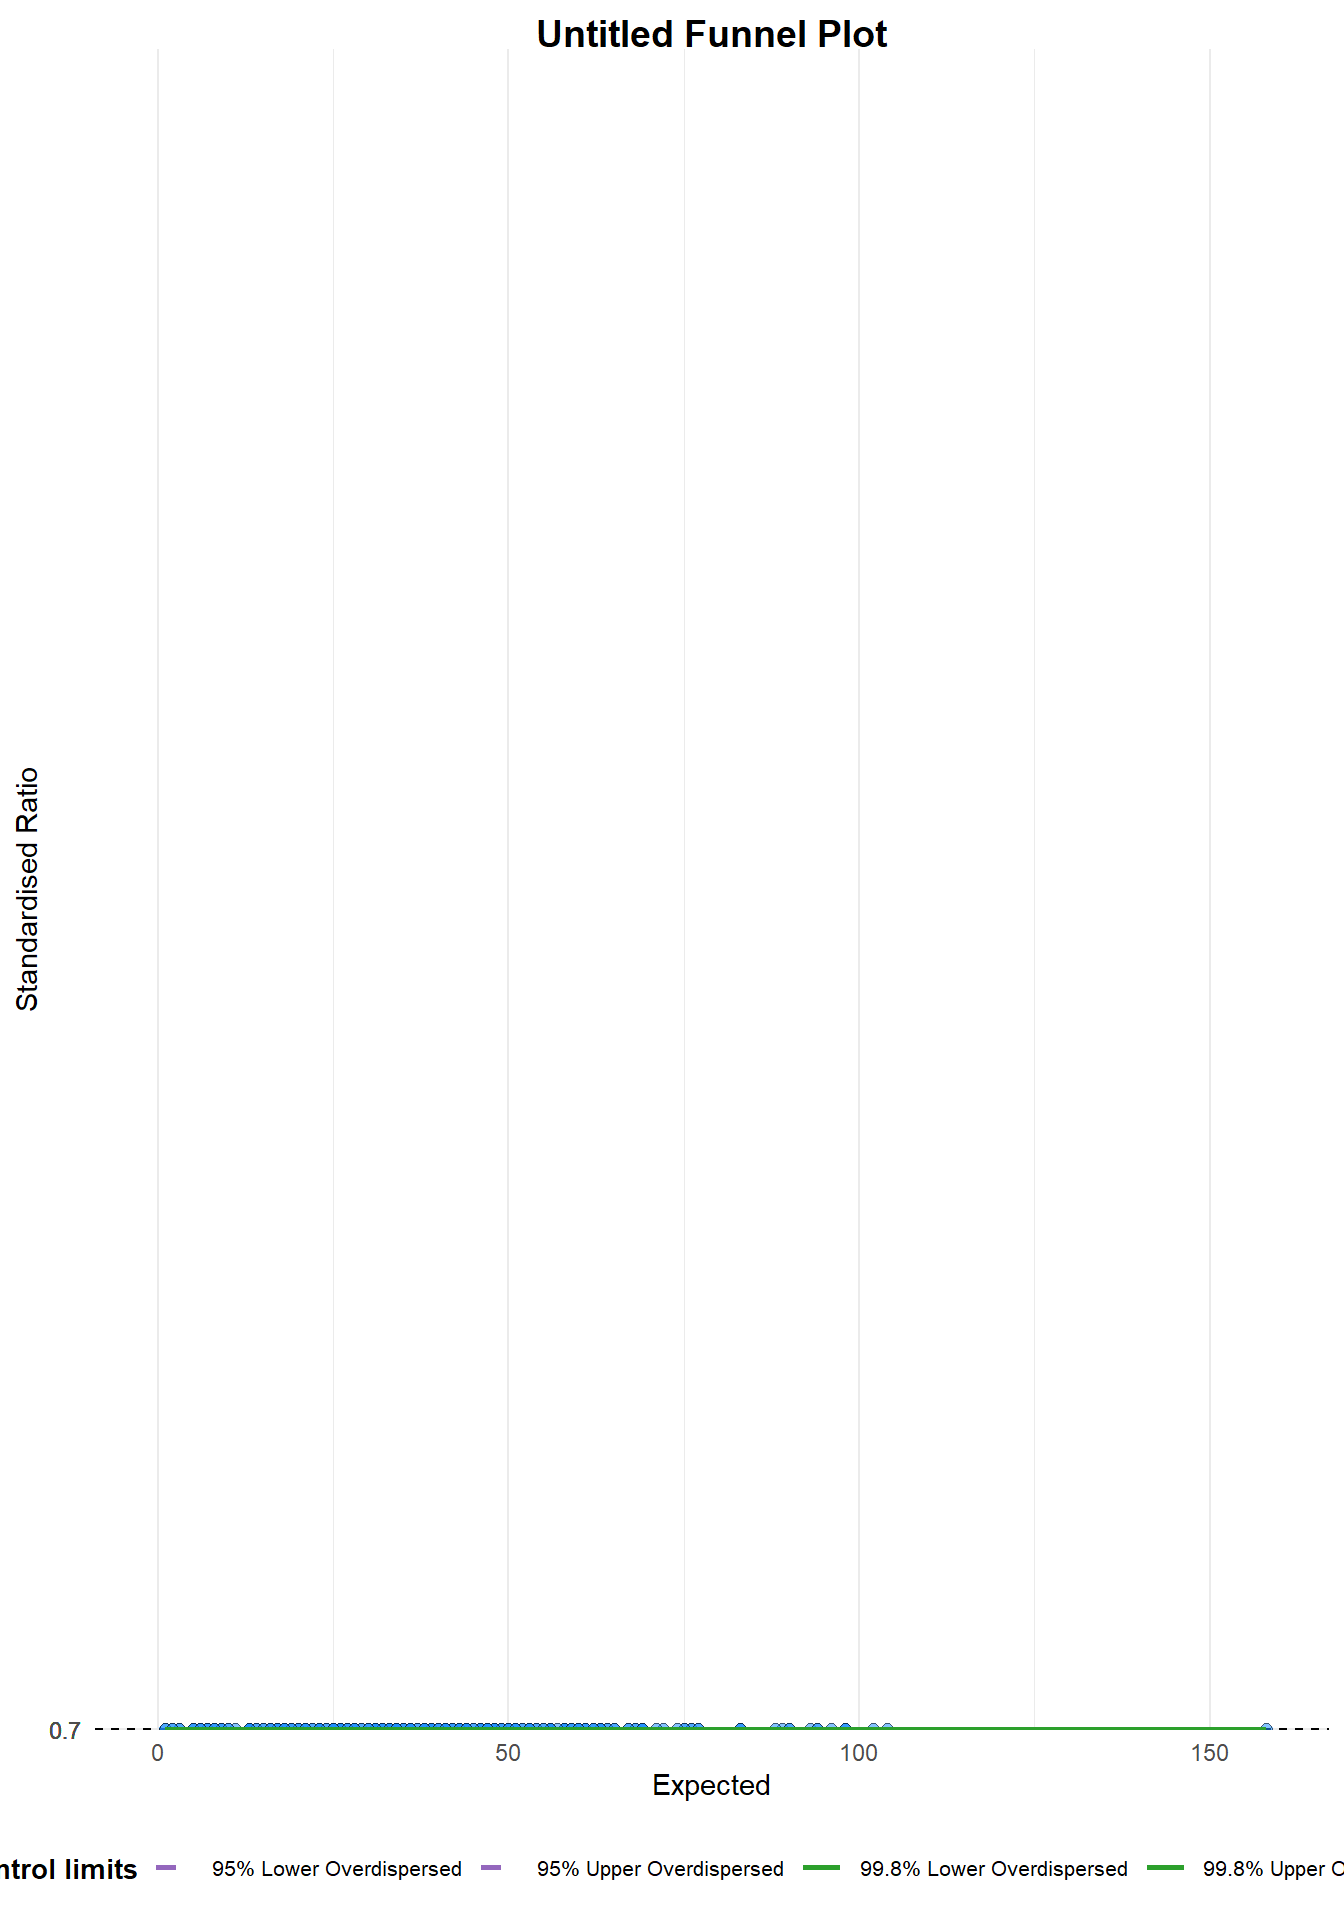 Untitled Funnel Plot
Standardised Ratio
0.7
0 50 100 150
Expected
ntrol limits 95% Lower Overdispersed 95% Upper Overdispersed 99.8% Lower Overdispersed 99.8% Upper O